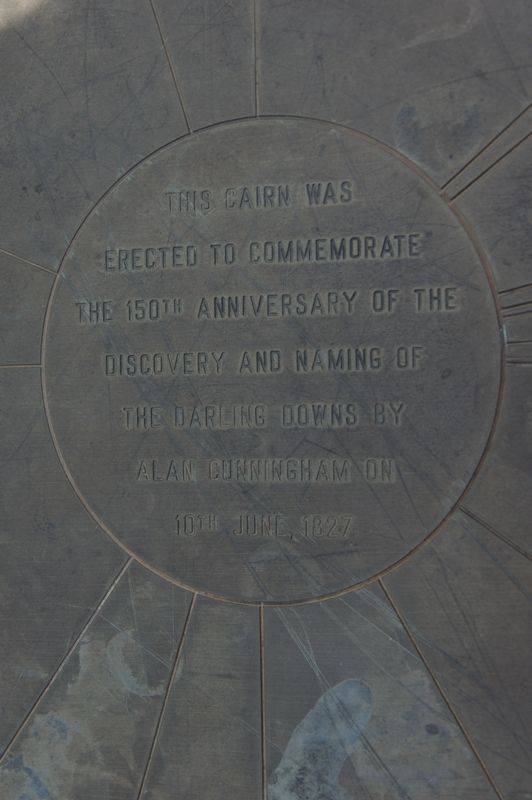 THIS CAIRN WAS
ERECTED TO COMMEMORATE
THE 150TH ANNIVERSARY OF THE
DISCOVERY AND NAMING OF
THE DARLING DOWNS BY
ALAN CUNNINGHAM ON
10TH JUNE, 1827